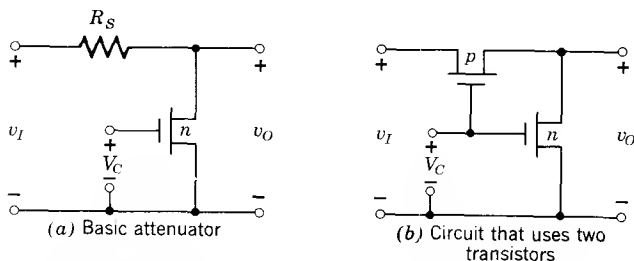 R_S
+
+
v_I
n
v_O
+
V_C
−
−
−
(a) Basic attenuator
+
p
+
v_I
n
v_O
+
V_C
−
−
−
(b) Circuit that uses two
transistors